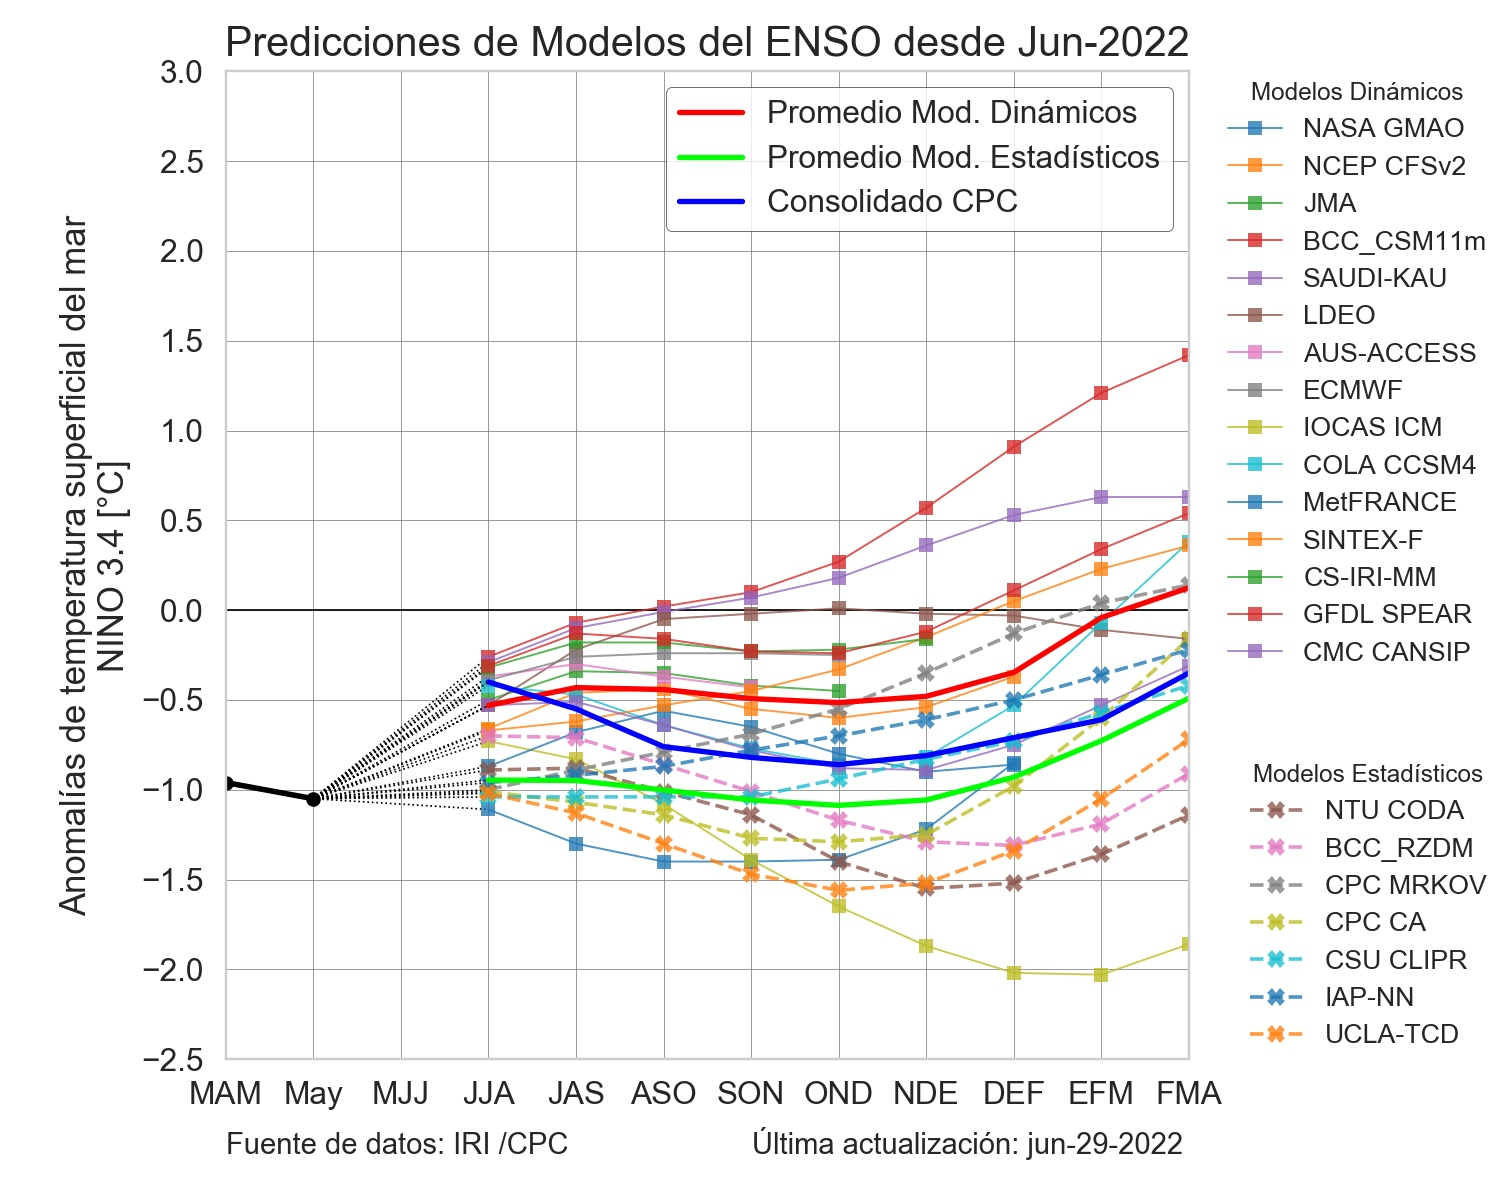 Predicciones de Modelos del ENSO desde Jun-2022
Anomalías de temperatura superficial del mar
NINO 3.4 [°C]
3.0
2.5
2.0
1.5
1.0
0.5
0.0
−0.5
−1.0
−1.5
−2.0
−2.5
Promedio Mod. Dinámicos
Promedio Mod. Estadísticos
Consolidado CPC
MAM May MJJ JJA JAS ASO SON OND NDE DEF EFM FMA
Fuente de datos: IRI /CPC
Última actualización: jun-29-2022
Modelos Dinámicos
NASA GMAO
NCEP CFSv2
JMA
BCC_CSM11m
SAUDI-KAU
LDEO
AUS-ACCESS
ECMWF
IOCAS ICM
COLA CCSM4
MetFRANCE
SINTEX-F
CS-IRI-MM
GFDL SPEAR
CMC CANSIP
Modelos Estadísticos
NTU CODA
BCC_RZDM
CPC MRKOV
CPC CA
CSU CLIPR
IAP-NN
UCLA-TCD